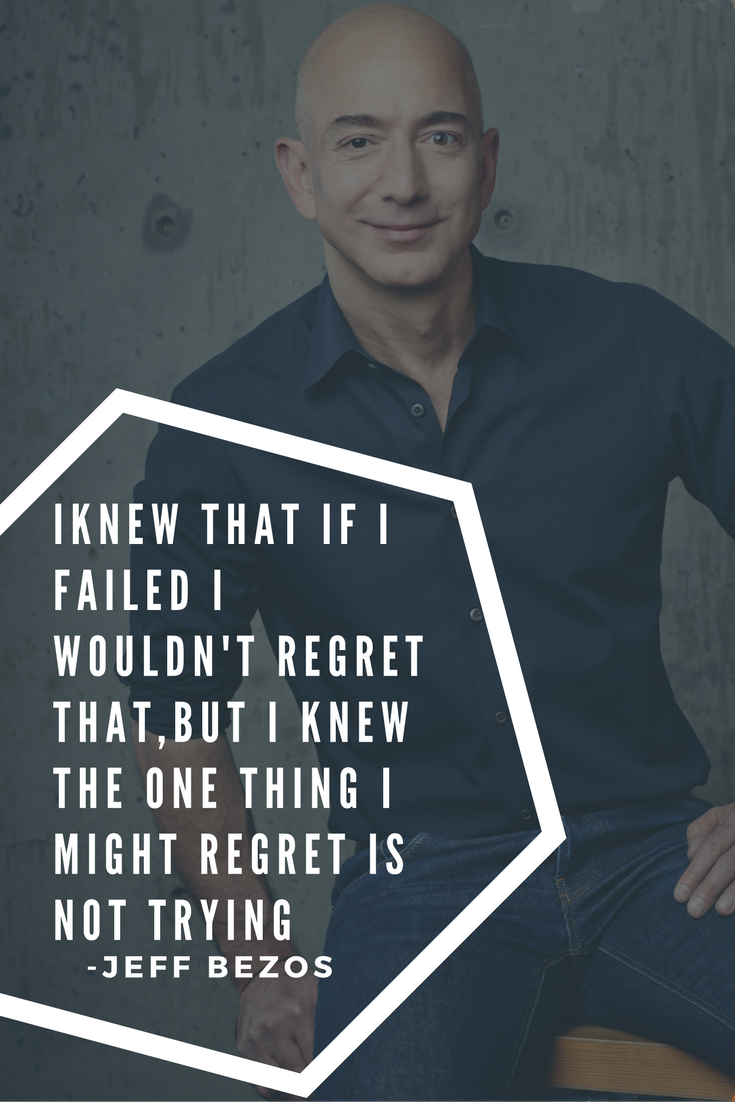 IKNEW THAT IF I
FAILED I
WOULDN'T REGRET
THAT,BUT I KNEW
THE ONE THING I
MIGHT REGRET IS
NOT TRYING
-JEFF BEZOS